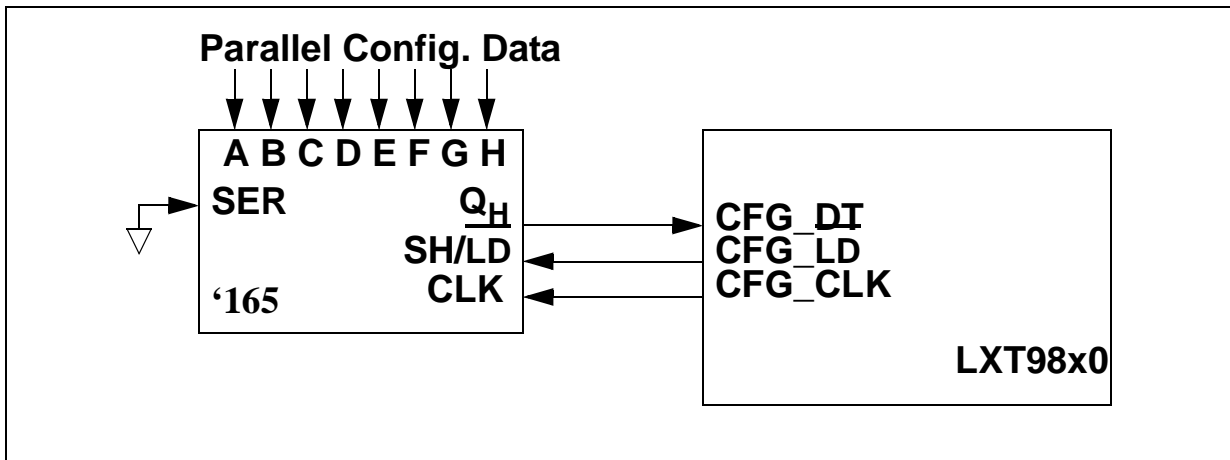 Parallel Config. Data
A B C D E F G H
SER
QH
SH/LD
CLK
‘165
CFG_DT
CFG_LD
CFG_CLK
LXT98x0